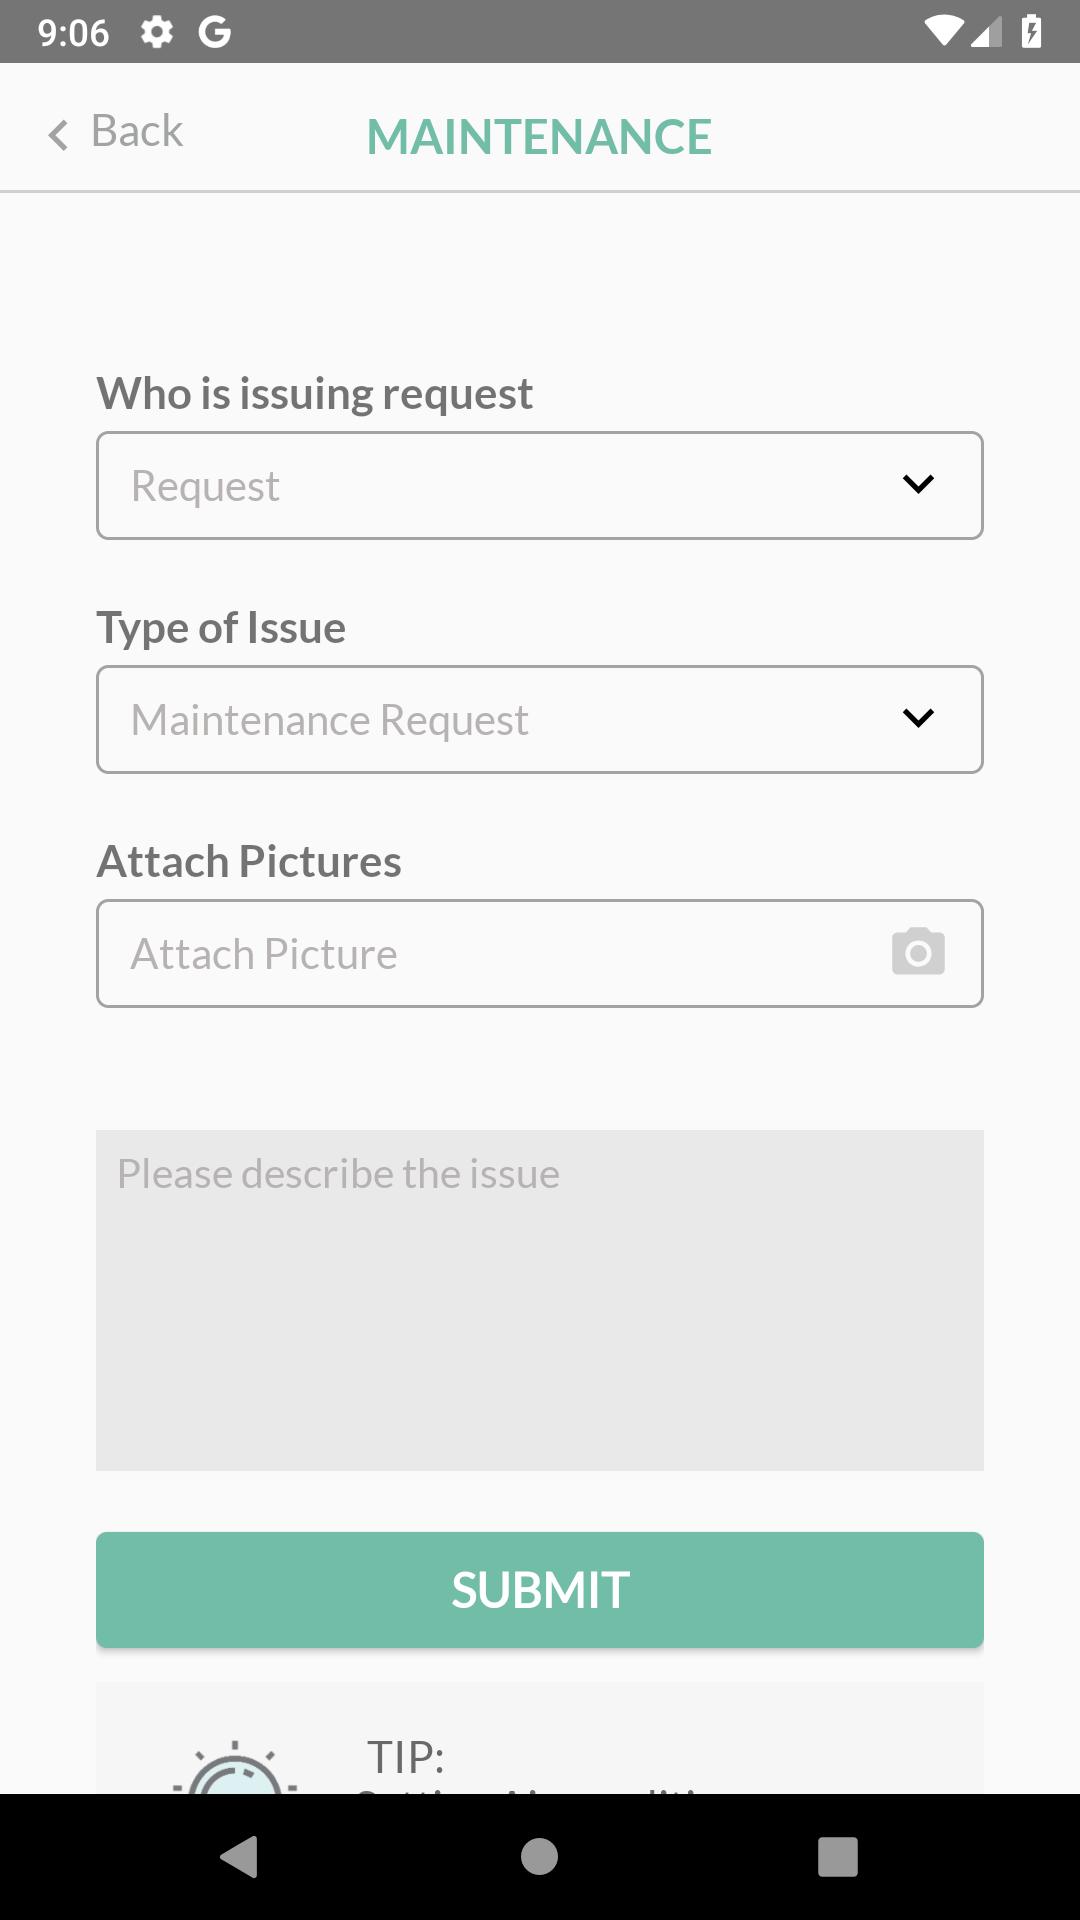 9:06
Back
MAINTENANCE
Who is issuing request
Request
Type of Issue
Maintenance Request
Attach Pictures
Attach Picture
Please describe the issue
SUBMIT
TIP: